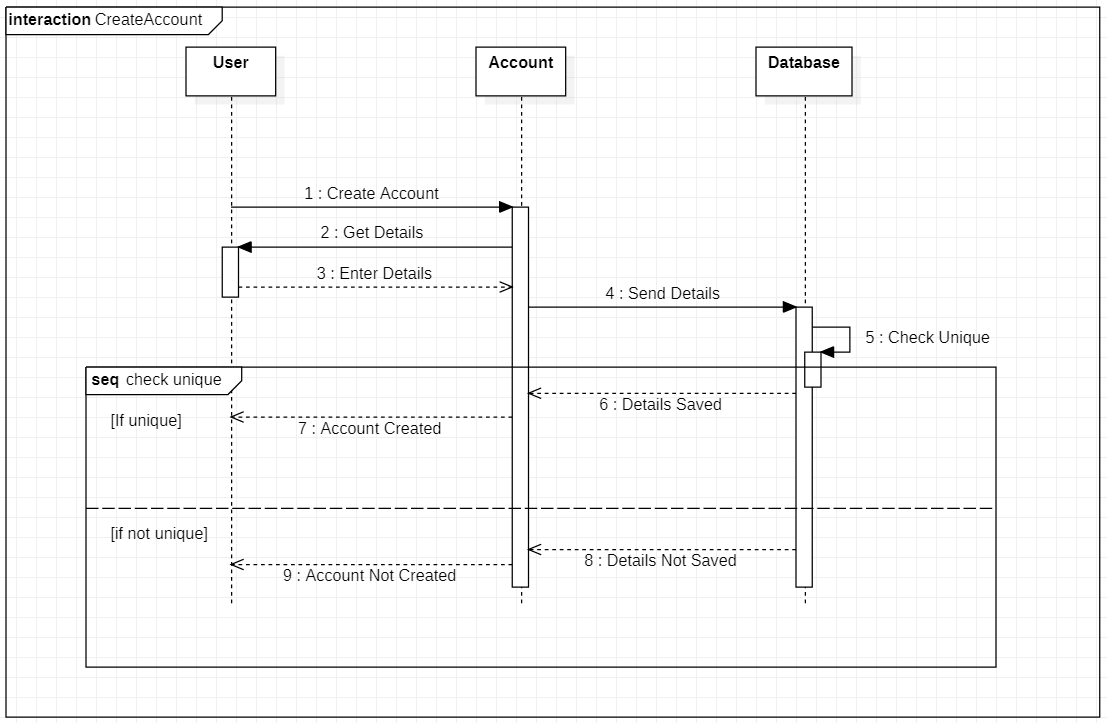 interaction CreateAccount
User
Account
Database
1 : Create Account
2 : Get Details
3 : Enter Details
4 : Send Details
5 : Check Unique
seq check unique
6 : Details Saved
[If unique]
7 : Account Created
[if not unique]
8 : Details Not Saved
9 : Account Not Created